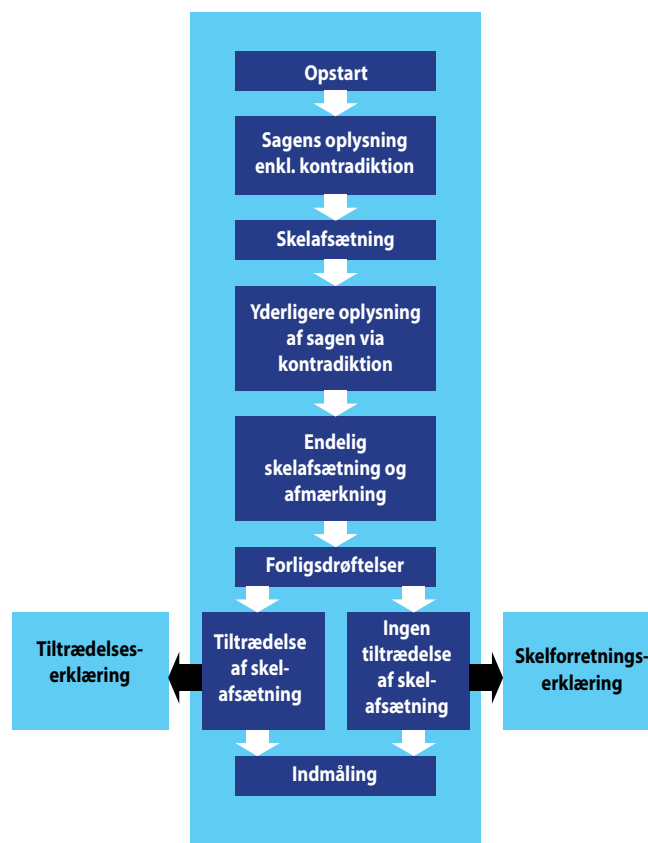 Opstart
Sagens oplysning
enkl. kontradiktion
Skelafsætning
Yderligere oplysning
af sagen via
kontradiktion
Endelig
skelafsætning og
afmærkning
Forligsdrøftelser
Tiltrædelses-
erklæring
Tiltrædelse
af skel-
afsætning
Ingen
tiltrædelse
af skel-
afsætning
Skelforretnings-
erklæring
Indmåling